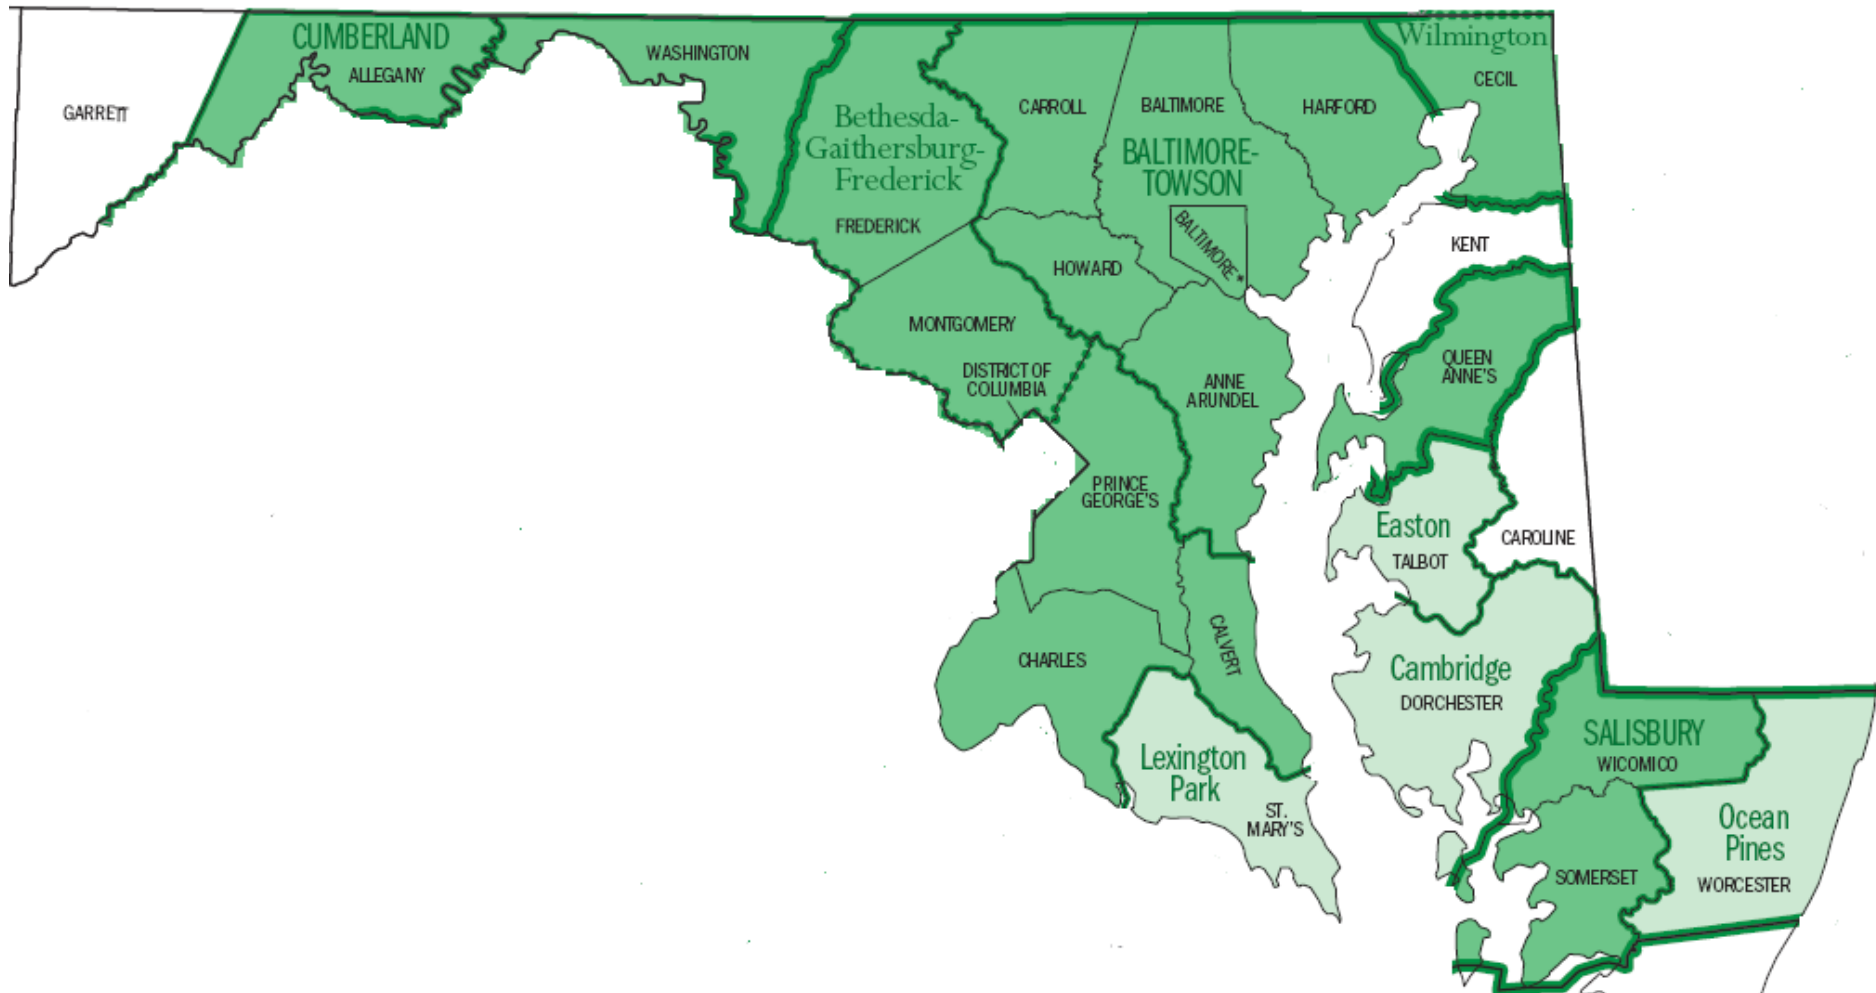 CUMBERLAND
ALLEGANY
GARRETT
WASHINGTON
Bethesda-
Gaithersburg-
Frederick
FREDERICK
CARROLL
BALTIMORE
BALTIMORE-
TOWSON
BALTIMORE*
HARFORD
Wilmington
CECIL
KENT
HOWARD
MONTGOMERY
DISTRICT OF
COLUMBIA
ANNE
ARUNDEL
QUEEN
ANNE'S
PRINCE
GEORGE'S
Easton
TALBOT
CAROLINE
CHARLES
CALVERT
Cambridge
DORCHESTER
Lexington
Park
ST.
MARY'S
SALISBURY
WICOMICO
SOMERSET
Ocean
Pines
WORCESTER